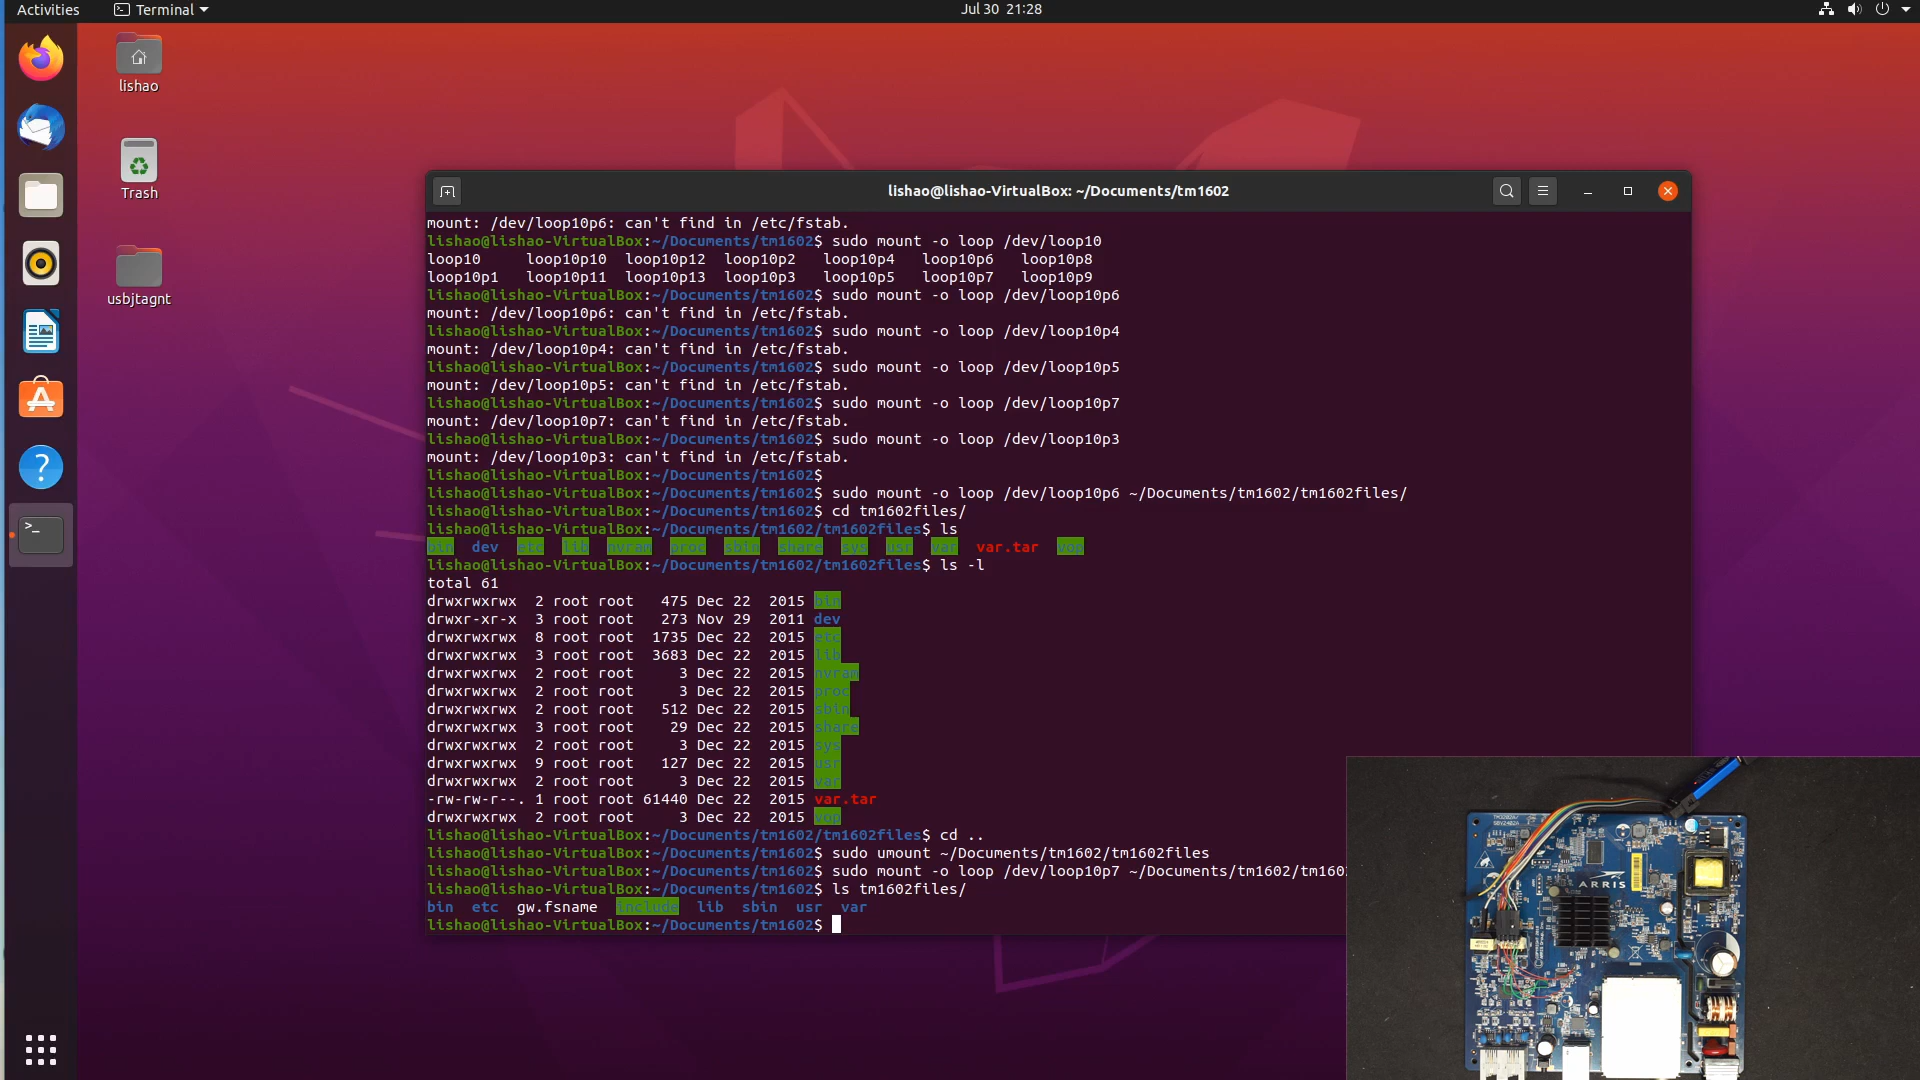 Activities
Terminal
Jul 30 21:28
lishao
Trash
usbjtagnt
lishao@lishao-VirtualBox: ~/Documents/tm1602
mount: /dev/loop10p6: can't find in /etc/fstab.
lishao@lishao-VirtualBox:~/Documents/tm1602$ sudo mount -o loop /dev/loop10
loop10     loop10p10  loop10p12  loop10p2   loop10p4   loop10p6   loop10p8
loop10p1   loop10p11  loop10p13  loop10p3   loop10p5   loop10p7   loop10p9
lishao@lishao-VirtualBox:~/Documents/tm1602$ sudo mount -o loop /dev/loop10p6
mount: /dev/loop10p6: can't find in /etc/fstab.
lishao@lishao-VirtualBox:~/Documents/tm1602$ sudo mount -o loop /dev/loop10p4
mount: /dev/loop10p4: can't find in /etc/fstab.
lishao@lishao-VirtualBox:~/Documents/tm1602$ sudo mount -o loop /dev/loop10p5
mount: /dev/loop10p5: can't find in /etc/fstab.
lishao@lishao-VirtualBox:~/Documents/tm1602$ sudo mount -o loop /dev/loop10p7
mount: /dev/loop10p7: can't find in /etc/fstab.
lishao@lishao-VirtualBox:~/Documents/tm1602$ sudo mount -o loop /dev/loop10p3
mount: /dev/loop10p3: can't find in /etc/fstab.
lishao@lishao-VirtualBox:~/Documents/tm1602$
lishao@lishao-VirtualBox:~/Documents/tm1602$ sudo mount -o loop /dev/loop10p6 ~/Documents/tm1602/tm1602files/
lishao@lishao-VirtualBox:~/Documents/tm1602$ cd tm1602files/
lishao@lishao-VirtualBox:~/Documents/tm1602/tm1602files$ ls
bin  dev  etc  lib  nvram  proc  sbin  share  sys  usr  var  var.tar  vop
lishao@lishao-VirtualBox:~/Documents/tm1602/tm1602files$ ls -l
total 61
drwxrwxrwx  2 root root   475 Dec 22  2015 bin
drwxr-xr-x  3 root root   273 Nov 29  2011 dev
drwxrwxrwx  8 root root  1735 Dec 22  2015 etc
drwxrwxrwx  3 root root  3683 Dec 22  2015 lib
drwxrwxrwx  2 root root     3 Dec 22  2015 nvram
drwxrwxrwx  2 root root     3 Dec 22  2015 proc
drwxrwxrwx  2 root root   512 Dec 22  2015 sbin
drwxrwxrwx  3 root root    29 Dec 22  2015 share
drwxrwxrwx  2 root root     3 Dec 22  2015 sys
drwxrwxrwx  9 root root   127 Dec 22  2015 usr
drwxrwxrwx  2 root root     3 Dec 22  2015 var
-rw-rw-r--. 1 root root 61440 Dec 22  2015 var.tar
drwxrwxrwx  2 root root     3 Dec 22  2015 vop
lishao@lishao-VirtualBox:~/Documents/tm1602/tm1602files$ cd ..
lishao@lishao-VirtualBox:~/Documents/tm1602$ sudo umount ~/Documents/tm1602/tm1602files
lishao@lishao-VirtualBox:~/Documents/tm1602$ sudo mount -o loop /dev/loop10p7 ~/Documents/tm1602/tm1602
lishao@lishao-VirtualBox:~/Documents/tm1602$ ls tm1602files/
bin  etc  gw.fsname  include  lib  sbin  usr  var
lishao@lishao-VirtualBox:~/Documents/tm1602$
ARRIS